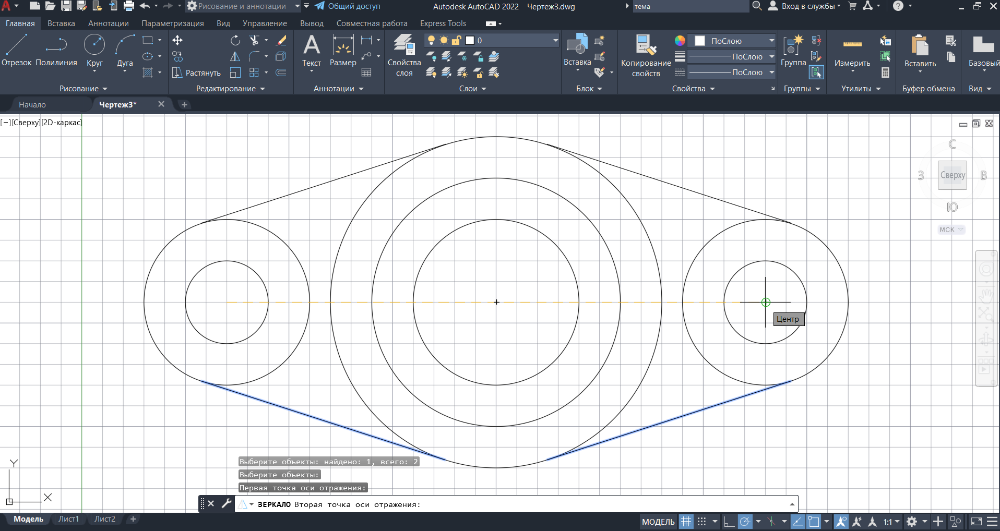 Рисование и аннотации
Общий доступ
Autodesk AutoCAD 2022 Чертеж3.dwg
тема
Вход в службы
Главная Вставка Аннотации Параметризация Вид Управление Вывод Совместная работа Express Tools
0
ПоСлою
ПоСлою
ПоСлою
Отрезок Полилиния Круг Дуга
Растянуть
Текст Размер
Свойства слоя
Вставка
Копирование свойств
Группа
Измерить
Вставить
Базовый
Рисование Редактирование Аннотации Слои Блок Свойства Группы Утилиты Буфер обмена Вид
Начало Чертеж3*
[−][Сверху][2D-каркас]
С
З Сверху В
Ю
МСК
Центр
Выберите объекты: найдено: 1, всего: 2
Выберите объекты:
Первая точка оси отражения:
ЗЕРКАЛО Вторая точка оси отражения:
Y
X
Модель Лист1 Лист2
МОДЕЛЬ 1:1